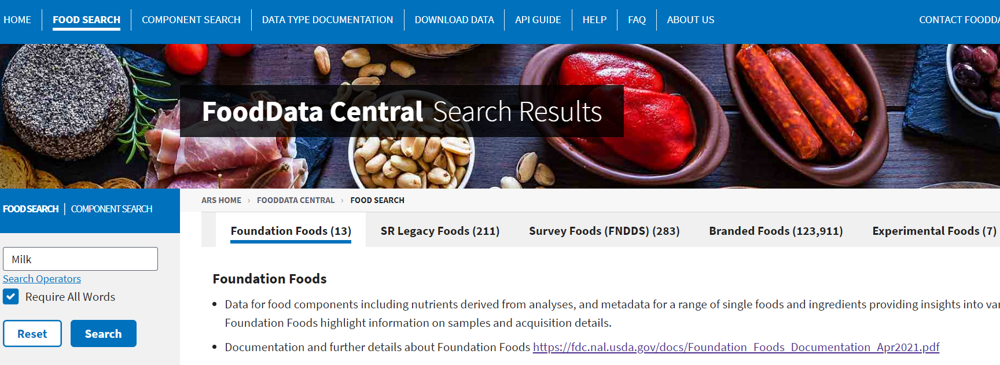 HOME
FOOD SEARCH
COMPONENT SEARCH
DATA TYPE DOCUMENTATION
DOWNLOAD DATA
API GUIDE
HELP
FAQ
ABOUT US
CONTACT FOODDA
FoodData Central Search Results
FOOD SEARCH | COMPONENT SEARCH
Milk
Search Operators
Require All Words
Reset
Search
ARS HOME › FOODDATA CENTRAL › FOOD SEARCH
Foundation Foods (13)
SR Legacy Foods (211)
Survey Foods (FNDDS) (283)
Branded Foods (123,911)
Experimental Foods (7)
Foundation Foods
• Data for food components including nutrients derived from analyses, and metadata for a range of single foods and ingredients providing insights into var
Foundation Foods highlight information on samples and acquisition details.
• Documentation and further details about Foundation Foods https://fdc.nal.usda.gov/docs/Foundation_Foods_Documentation_Apr2021.pdf